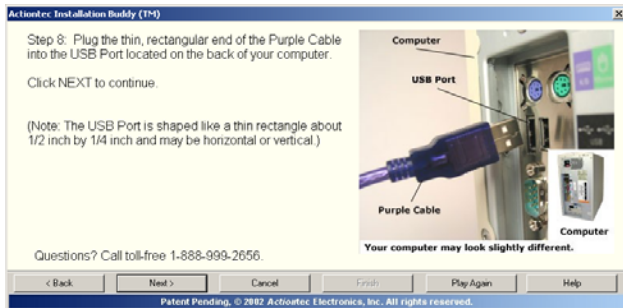 Actiontec Installation Buddy (TM)
Step 8: Plug the thin, rectangular end of the Purple Cable
into the USB Port located on the back of your computer.
Click NEXT to continue.
(Note: The USB Port is shaped like a thin rectangle about
1/2 inch by 1/4 inch and may be horizontal or vertical.)
Questions? Call toll-free 1-888-999-2656.
Computer
USB Port
Purple Cable
Computer
Your computer may look slightly different.
< Back
Next >
Cancel
Finish
Play Again
Help
Patent Pending, © 2002 Actiontec Electronics, Inc. All rights reserved.